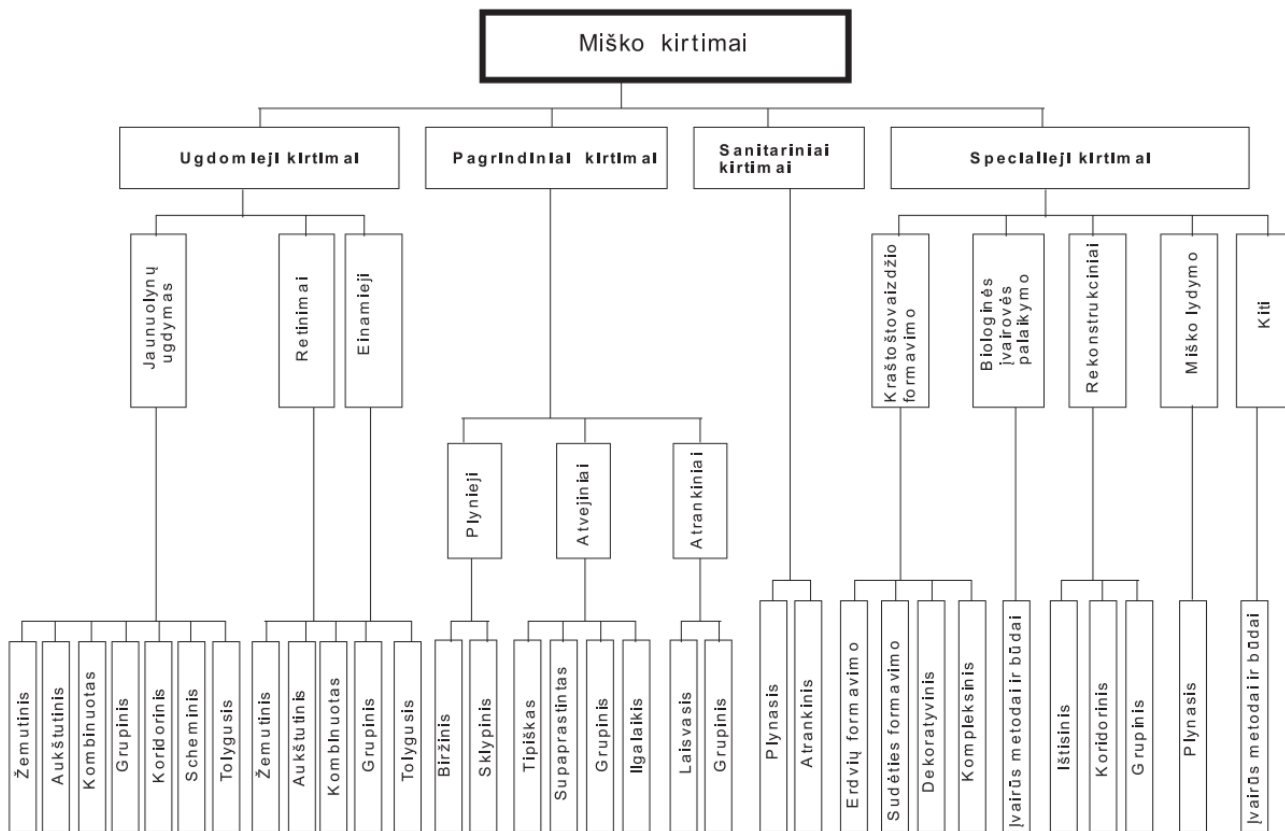 Miško kirtimai
Ugdomieji kirtimai
Pagrindiniai kirtimai
Sanitariniai
kirtimai
Specialieji kirtimai
Jaunuolynų
ugdymas
Retinimai
Einamieji
Kraštoštovaizdžio
formavimo
Biologinės
įvairovės
palaikymo
Rekonstrukciniai
Miško lydymo
Kiti
Plynieji
Atvejiniai
Atrankiniai
Žemutinis
Aukštutinis
Kombinuotas
Grupinis
Koridorinis
Scheminis
Tolygusis
Žemutinis
Aukštutinis
Kombinuotas
Grupinis
Tolygusis
Biržinis
Sklypinis
Tipiškas
Supaprastintas
Grupinis
Ilgalaikis
Laisvasis
Grupinis
Plynasis
Atrankinis
Erdvių formavimo
Sudėties formavimo
Dekoratyvinis
Kompleksinis
Įvairūs metodai ir būdai
Ištisinis
Koridorinis
Grupinis
Plynasis
Įvairūs metodai ir būdai